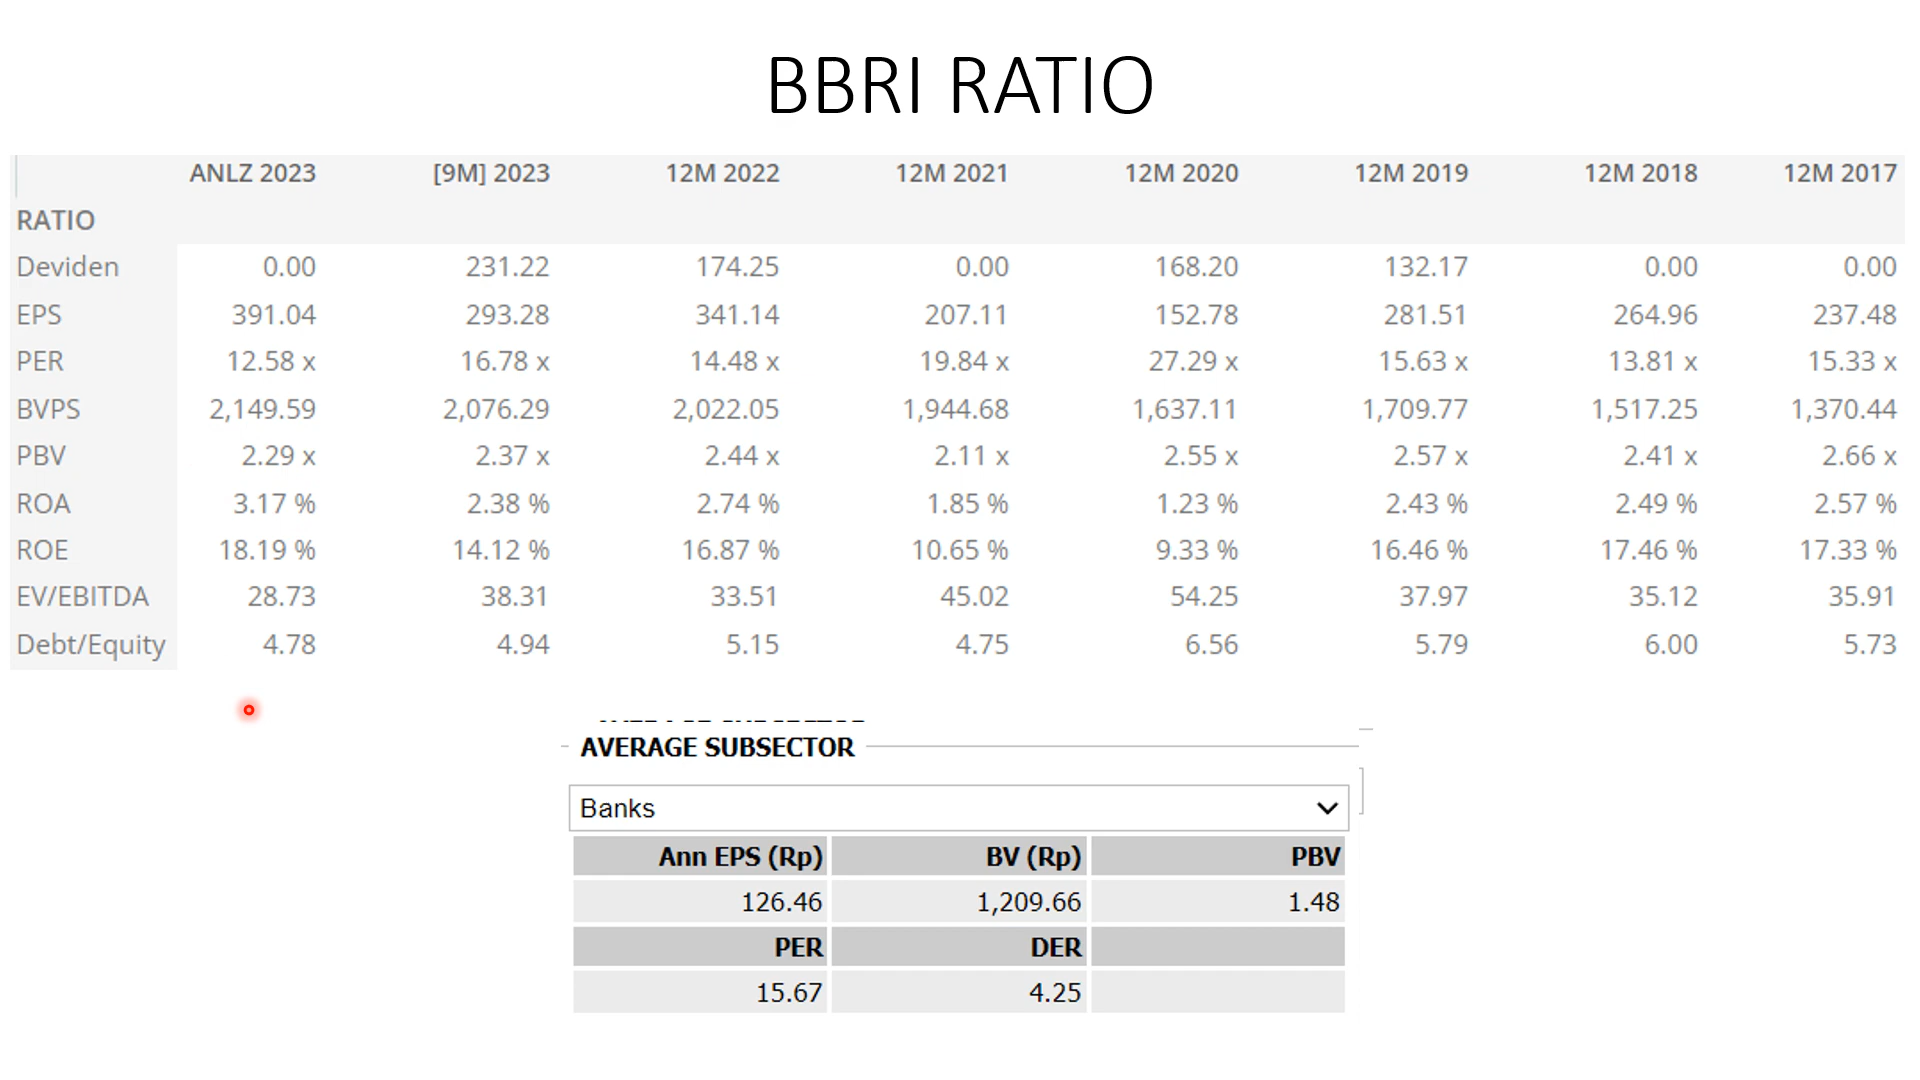 BBRI RATIO
ANLZ 2023 [9M] 2023 12M 2022 12M 2021 12M 2020 12M 2019 12M 2018 12M 2017
RATIO
Deviden 0.00 231.22 174.25 0.00 168.20 132.17 0.00 0.00
EPS 391.04 293.28 341.14 207.11 152.78 281.51 264.96 237.48
PER 12.58 x 16.78 x 14.48 x 19.84 x 27.29 x 15.63 x 13.81 x 15.33 x
BVPS 2,149.59 2,076.29 2,022.05 1,944.68 1,637.11 1,709.77 1,517.25 1,370.44
PBV 2.29 x 2.37 x 2.44 x 2.11 x 2.55 x 2.57 x 2.41 x 2.66 x
ROA 3.17 % 2.38 % 2.74 % 1.85 % 1.23 % 2.43 % 2.49 % 2.57 %
ROE 18.19 % 14.12 % 16.87 % 10.65 % 9.33 % 16.46 % 17.46 % 17.33 %
EV/EBITDA 28.73 38.31 33.51 45.02 54.25 37.97 35.12 35.91
Debt/Equity 4.78 4.94 5.15 4.75 6.56 5.79 6.00 5.73
AVERAGE SUBSECTOR
Banks
Ann EPS (Rp) BV (Rp) PBV
126.46 1,209.66 1.48
PER DER
15.67 4.25